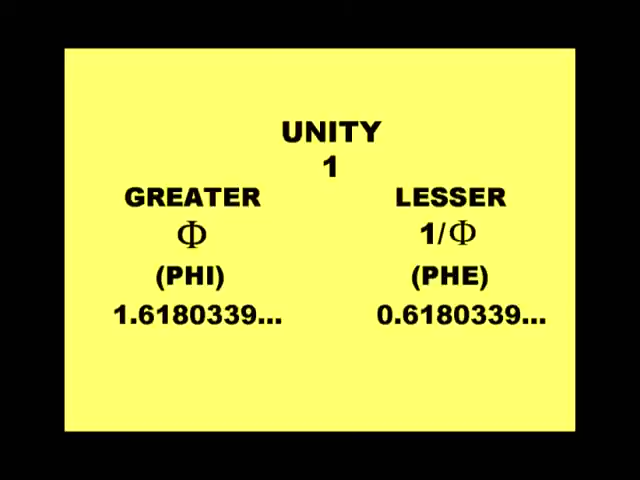 UNITY
1
GREATER LESSER
Φ 1/Φ
(PHI) (PHE)
1.6180339... 0.6180339...